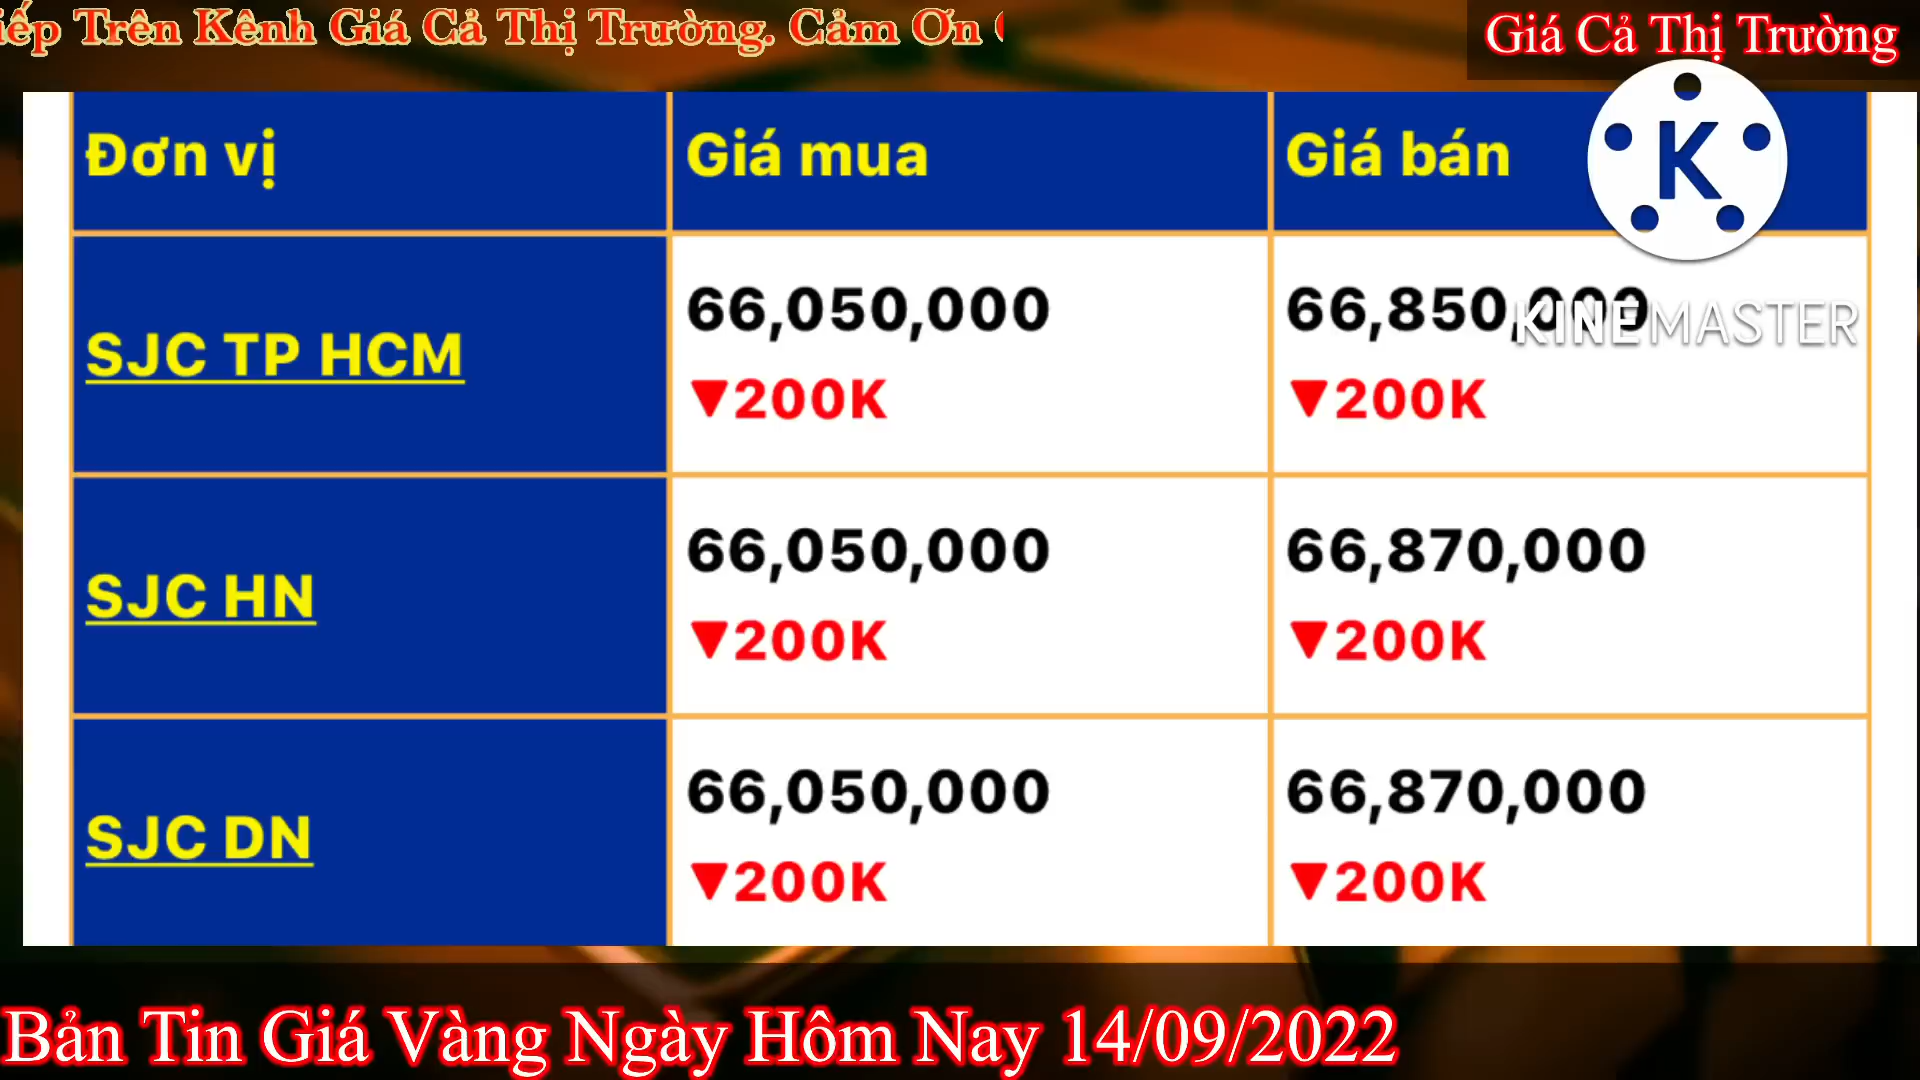 Trên Kênh Giá Cả Thị Trường. Cảm Ơn
Giá Cả Thị Trường
Đơn vị Giá mua Giá bán
K
KINEMASTER
SJC TP HCM 66,050,000 66,850,000
▼200K ▼200K
SJC HN 66,050,000 66,870,000
▼200K ▼200K
SJC DN 66,050,000 66,870,000
▼200K ▼200K
Bản Tin Giá Vàng Ngày Hôm Nay 14/09/2022